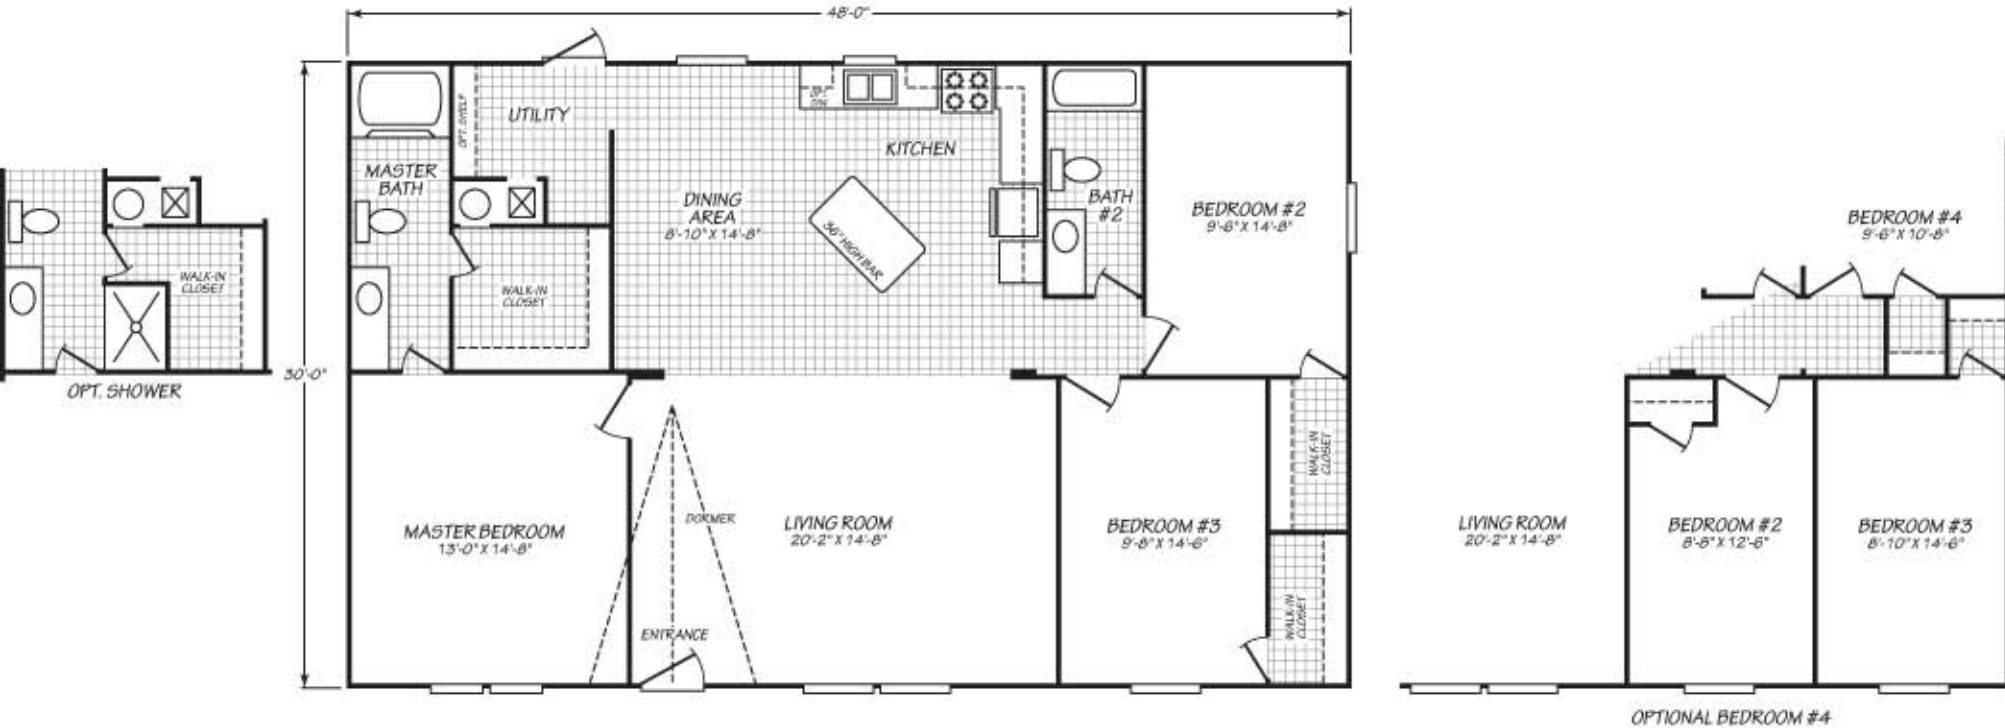 48'-0"
OPT. SHELF
UTILITY
OPT.
D/W
KITCHEN
MASTER
BATH
DINING
AREA
8'-10" X 14'-8"
36" HIGH BAR
BATH
#2
BEDROOM #2
9'-6" X 14'-8"
BEDROOM #4
9'-6" X 10'-8"
WALK-IN
CLOSET
WALK-IN
CLOSET
30'-0"
OPT. SHOWER
WALK-IN
CLOSET
MASTER BEDROOM
13'-0" X 14'-8"
DORMER
LIVING ROOM
20'-2" X 14'-8"
BEDROOM #3
9'-8" X 14'-6"
LIVING ROOM
20'-2" X 14'-8"
BEDROOM #2
8'-8" X 12'-6"
BEDROOM #3
8'-10" X 14'-6"
WALK-IN
CLOSET
ENTRANCE
OPTIONAL BEDROOM #4